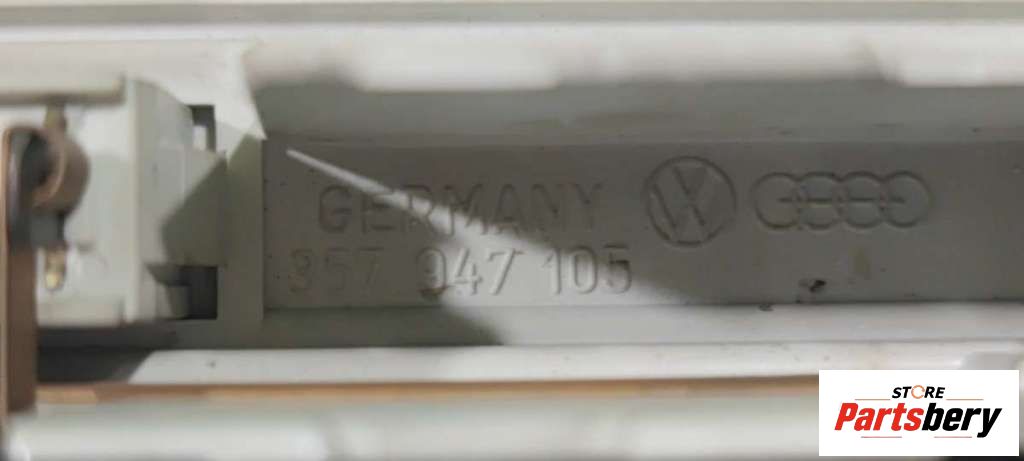 GERMANY
357 947 105
STORE
Partsbery